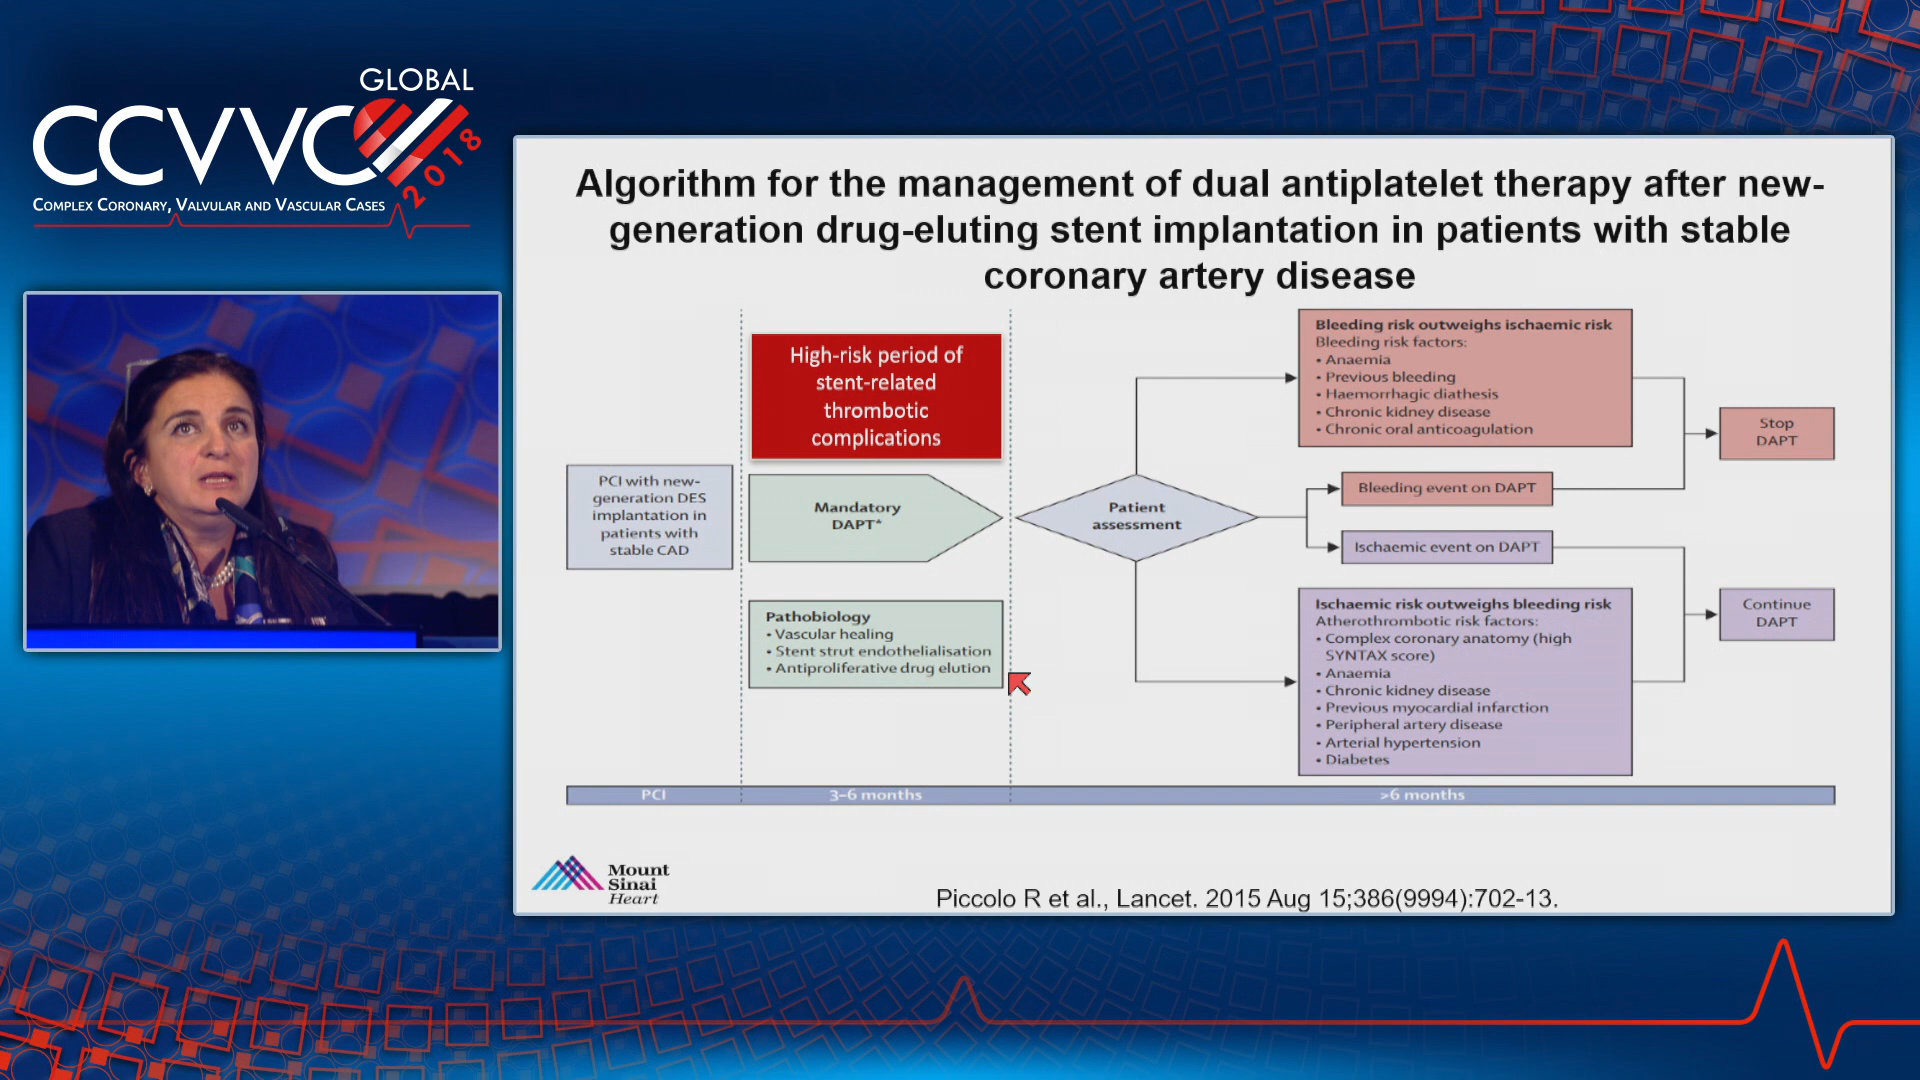 GLOBAL
CCVVC
2018
COMPLEX CORONARY, VALVULAR AND VASCULAR CASES
Algorithm for the management of dual antiplatelet therapy after new-
generation drug-eluting stent implantation in patients with stable
coronary artery disease
High-risk period of
stent-related
thrombotic
complications
PCI with new-
generation DES
implantation in
patients with
stable CAD
Mandatory
DAPT*
Pathobiology
• Vascular healing
• Stent strut endothelialisation
• Antiproliferative drug elution
Patient
assessment
Bleeding risk outweighs ischaemic risk
Bleeding risk factors:
• Anaemia
• Previous bleeding
• Haemorrhagic diathesis
• Chronic kidney disease
• Chronic oral anticoagulation
Bleeding event on DAPT
Ischaemic event on DAPT
Ischaemic risk outweighs bleeding risk
Atherothrombotic risk factors:
• Complex coronary anatomy (high
SYNTAX score)
• Anaemia
• Chronic kidney disease
• Previous myocardial infarction
• Peripheral artery disease
• Arterial hypertension
• Diabetes
Stop
DAPT
Continue
DAPT
PCI
3–6 months
>6 months
Mount
Sinai
Heart
Piccolo R et al., Lancet. 2015 Aug 15;386(9994):702-13.